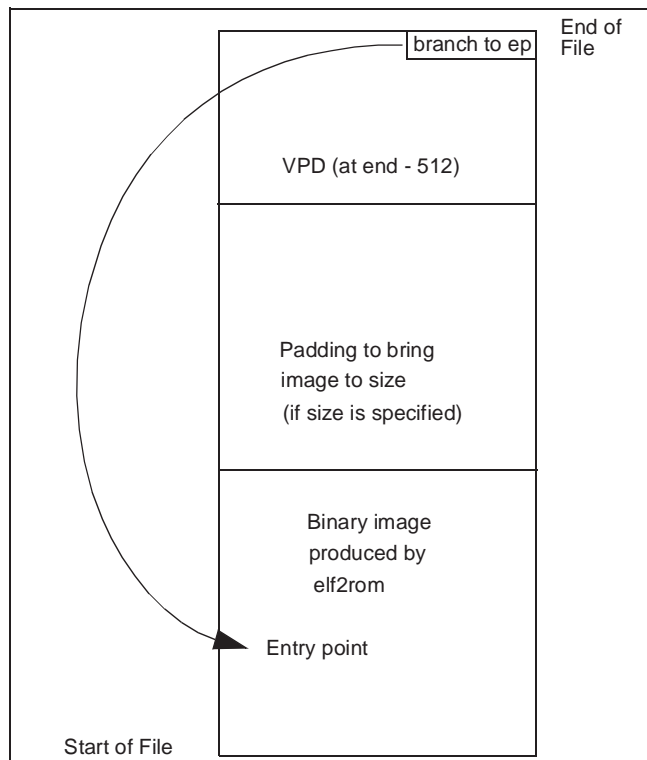 End of
File
branch to ep
VPD (at end - 512)
Padding to bring
image to size
(if size is specified)
Binary image
produced by
elf2rom
Entry point
Start of File